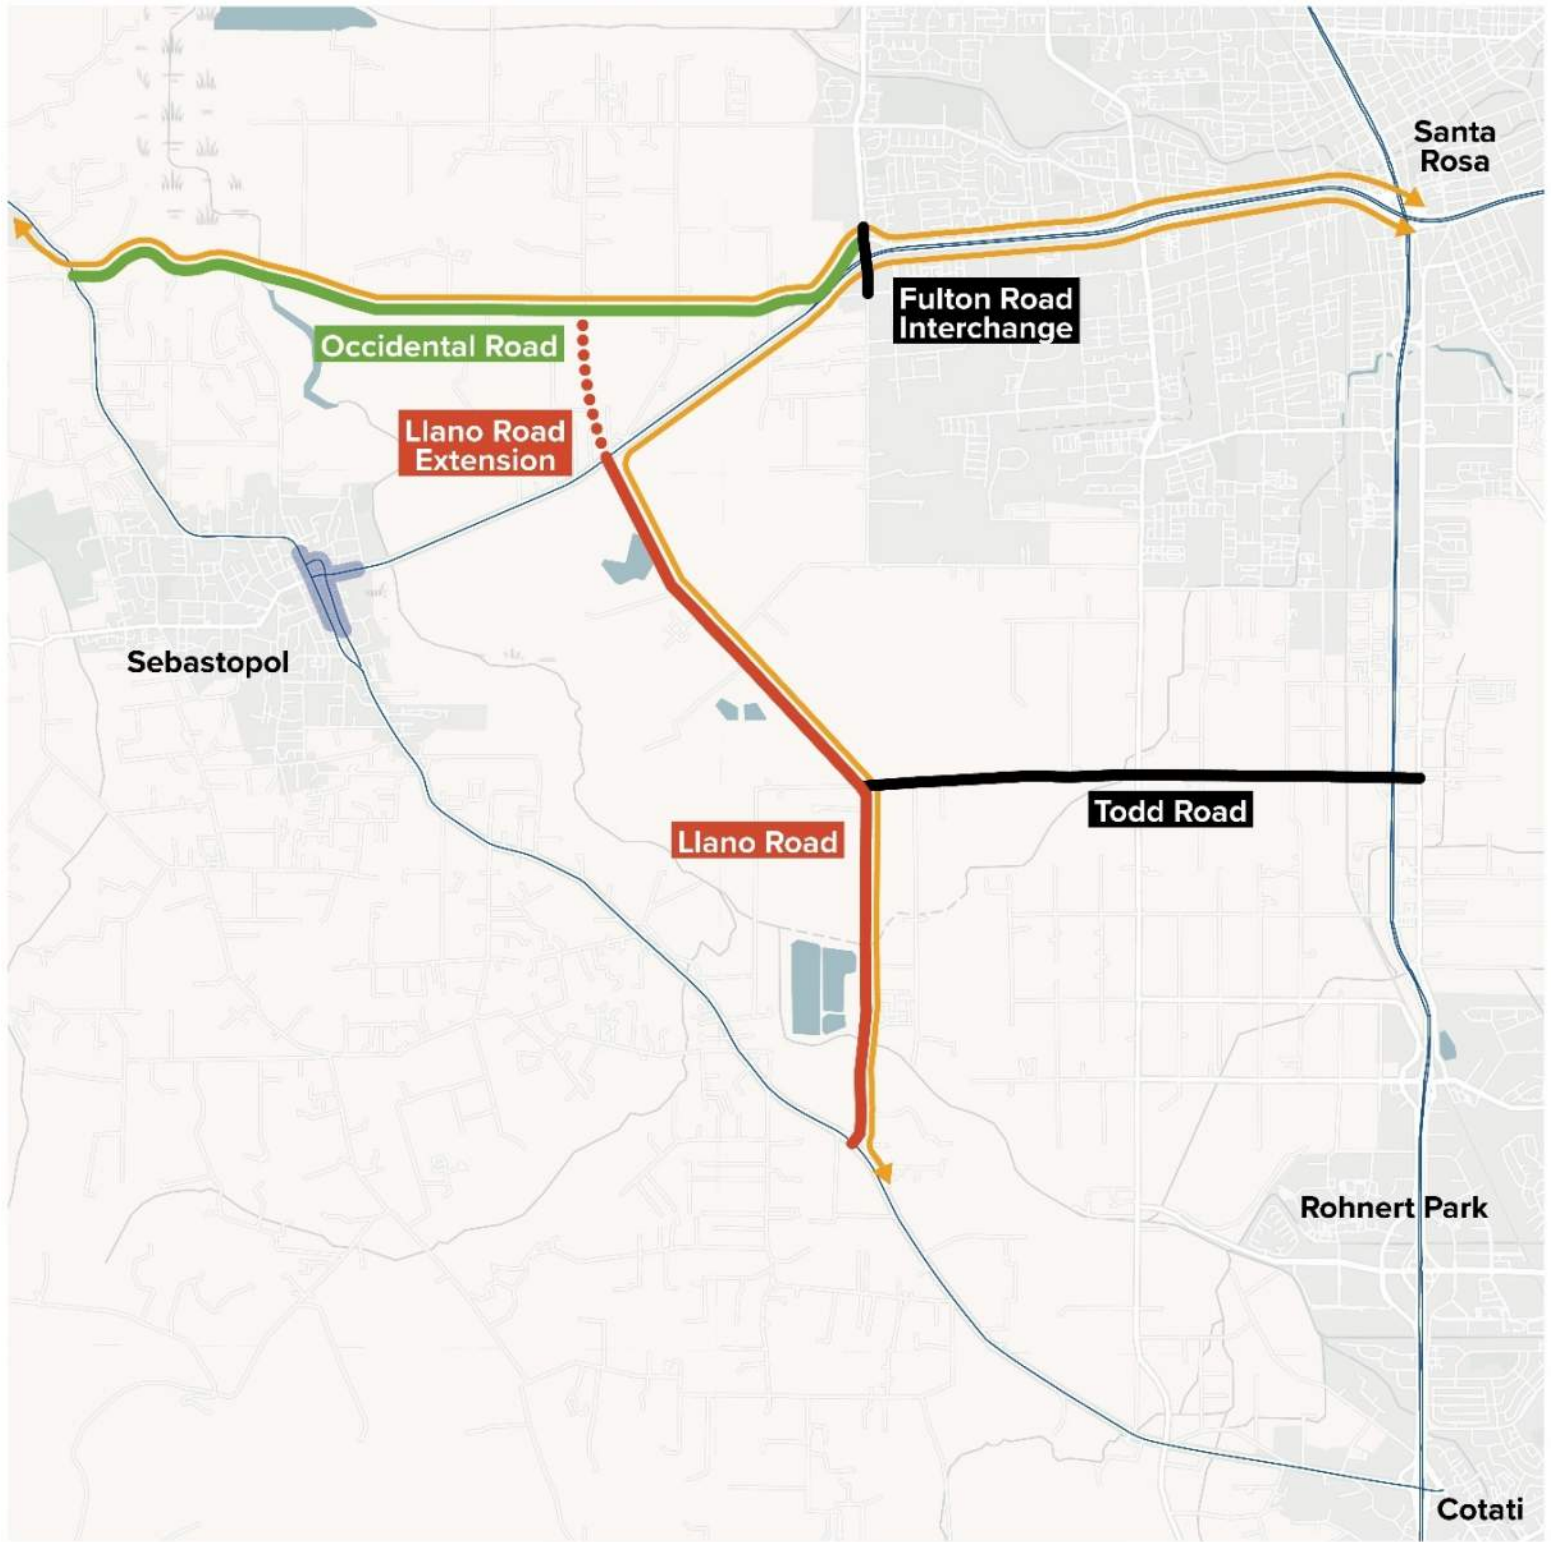 Santa
Rosa
Fulton Road
Interchange
Occidental Road
Llano Road
Extension
Sebastopol
Todd Road
Llano Road
Rohnert Park
Cotati